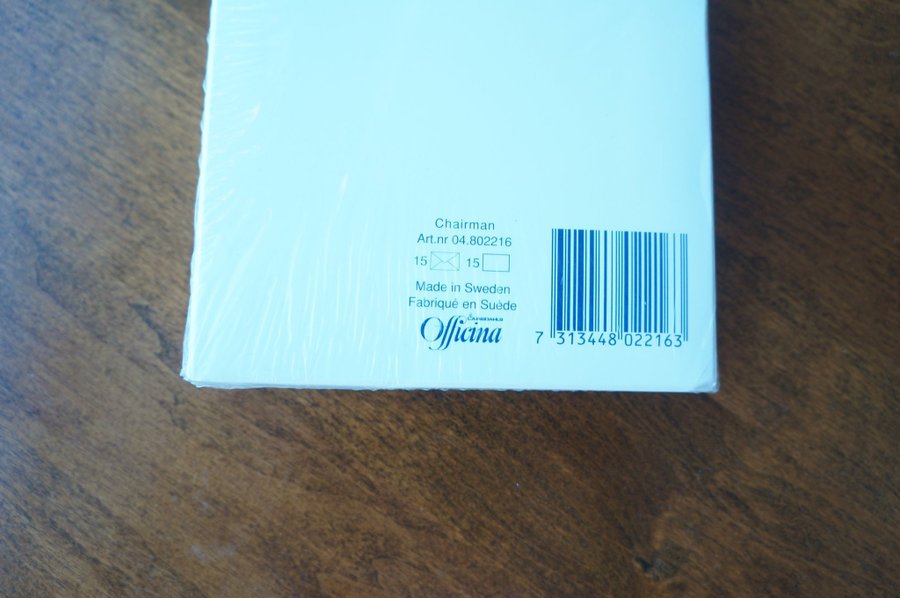 Chairman
Art.nr 04.802216
15 15
Made in Sweden
Fabriqué en Suède
Officina
7 313448 022163